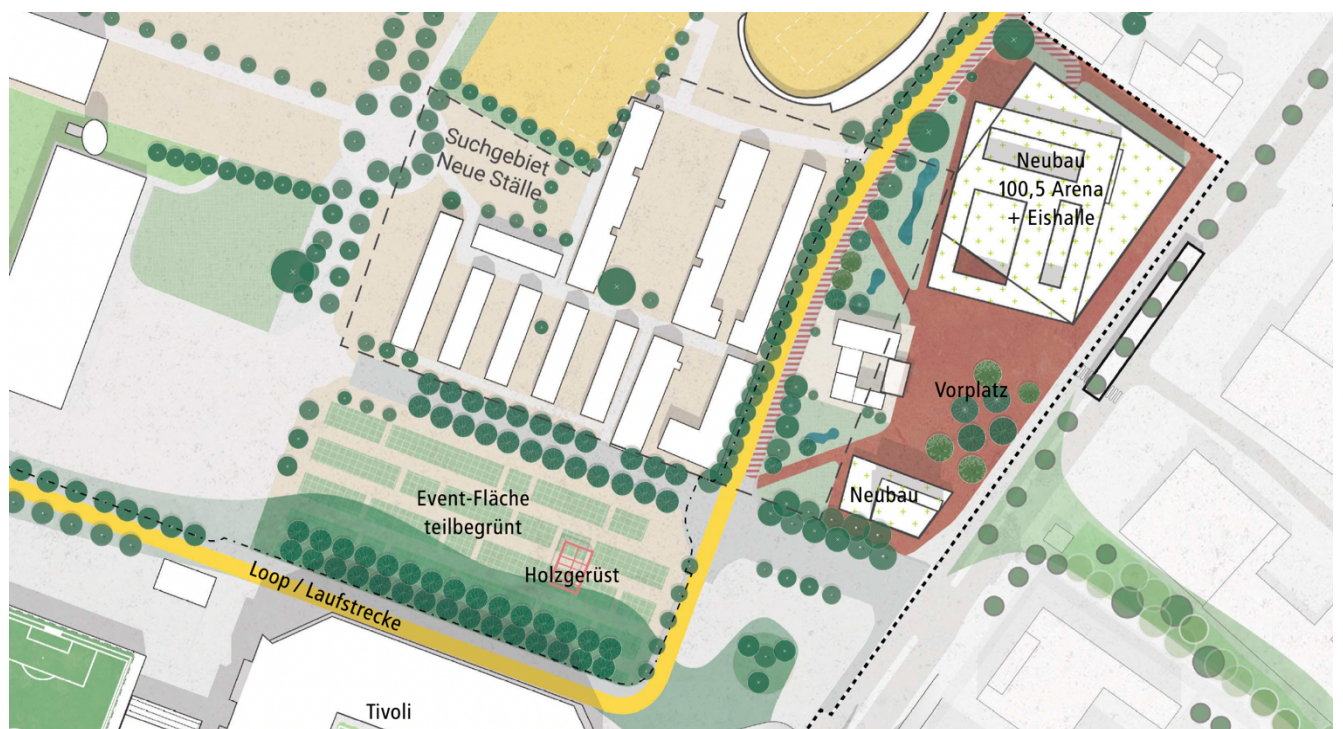 Suchgebiet
Neue Ställe
Neubau
100,5 Arena
+ Eishalle
Vorplatz
Neubau
Event-Fläche
teilbegrünt
Holzgerüst
Loop / Laufstrecke
Tivoli